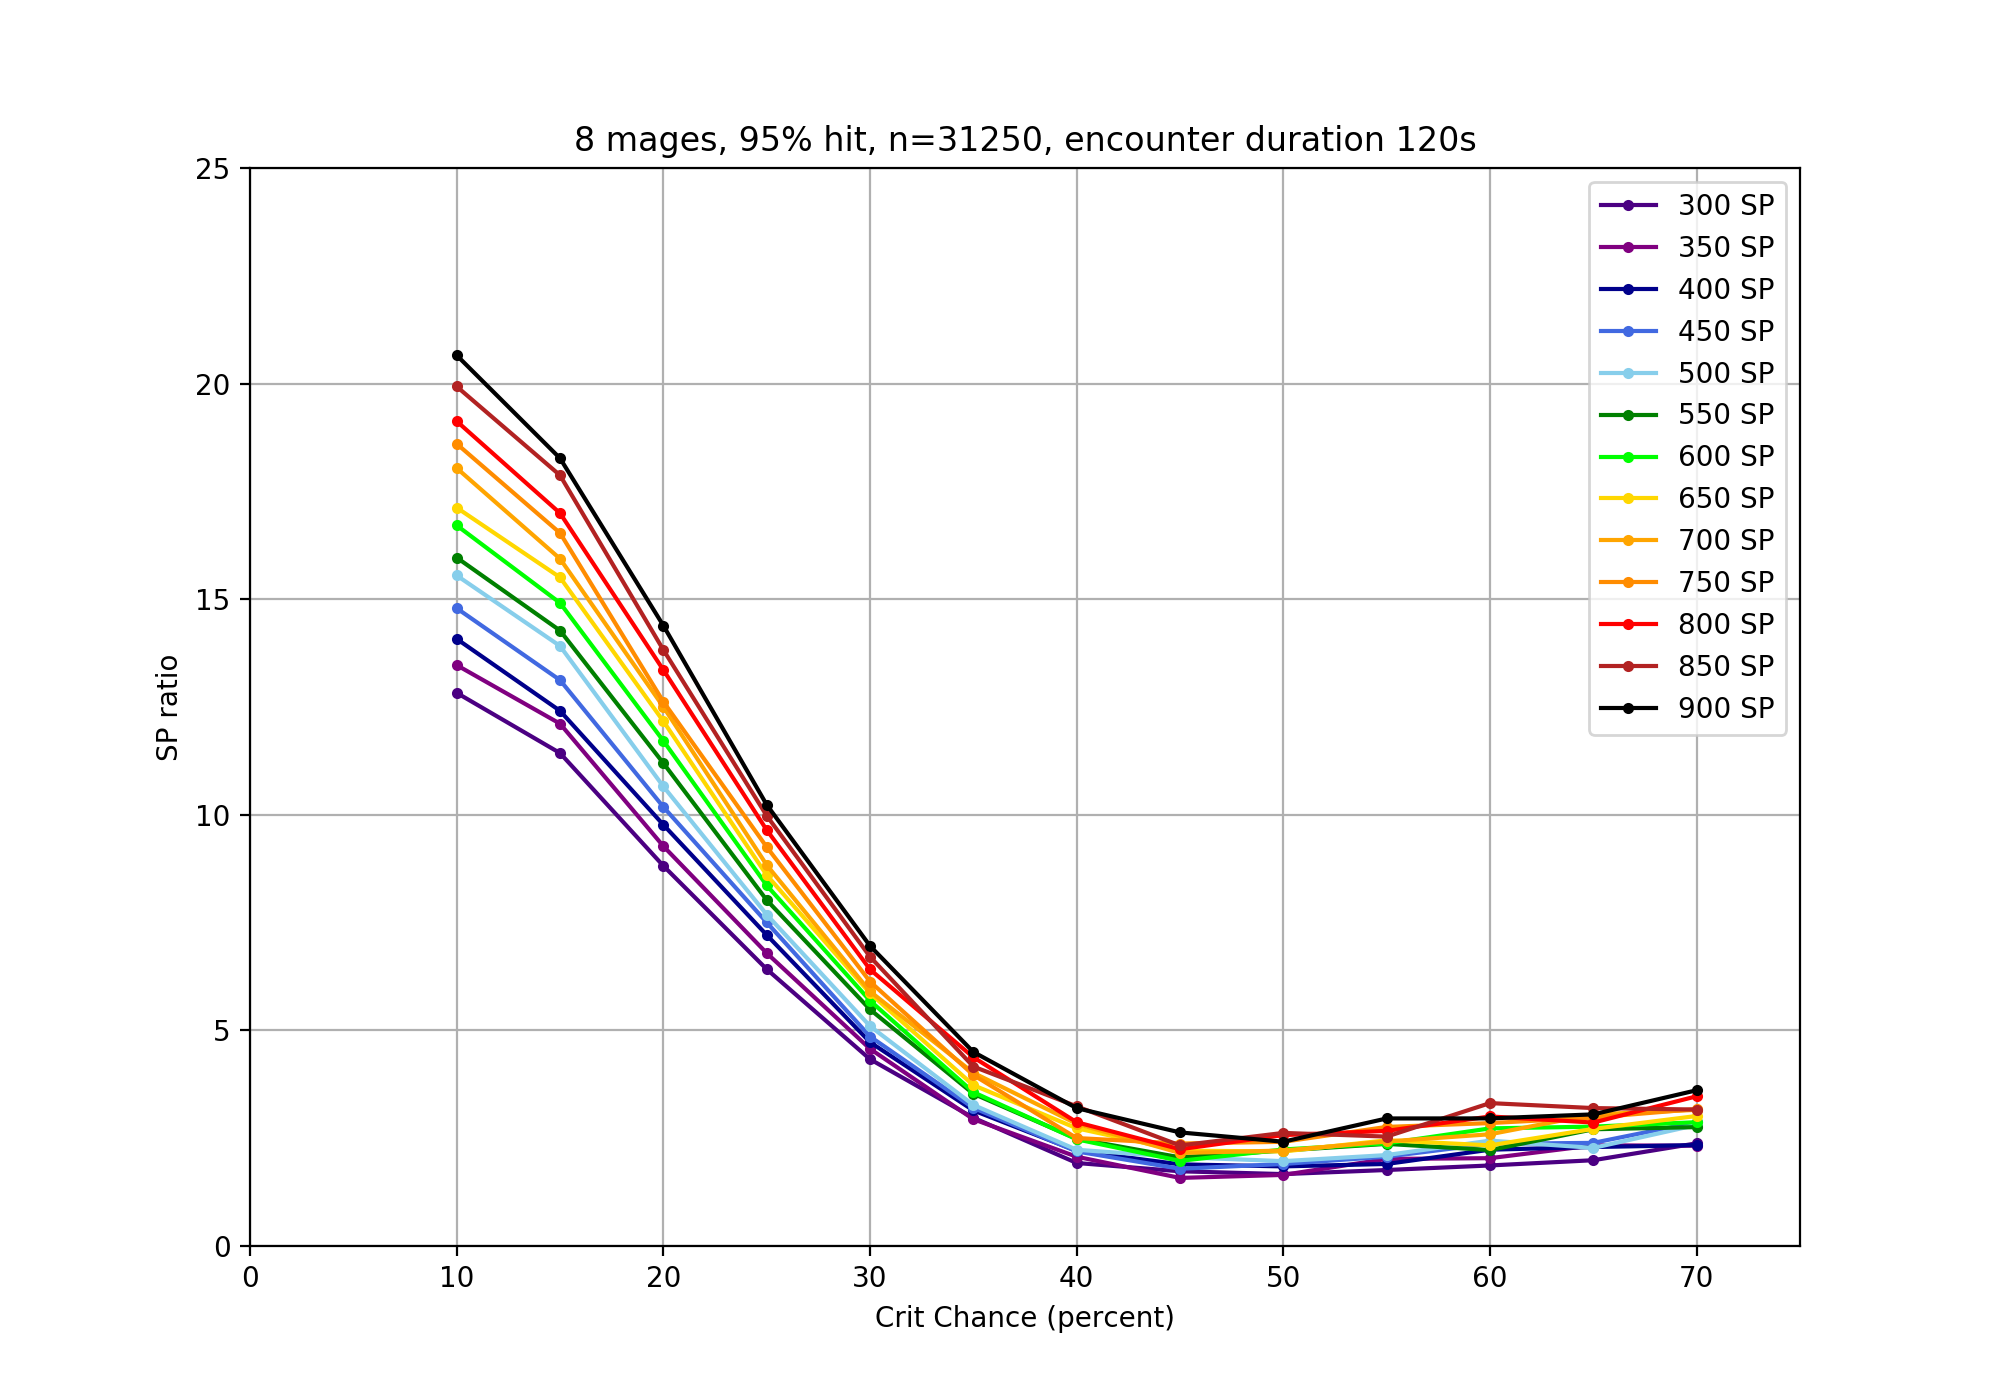 8 mages, 95% hit, n=31250, encounter duration 120s
25
20
15
10
5
0
SP ratio
0 10 20 30 40 50 60 70
Crit Chance (percent)
300 SP
350 SP
400 SP
450 SP
500 SP
550 SP
600 SP
650 SP
700 SP
750 SP
800 SP
850 SP
900 SP